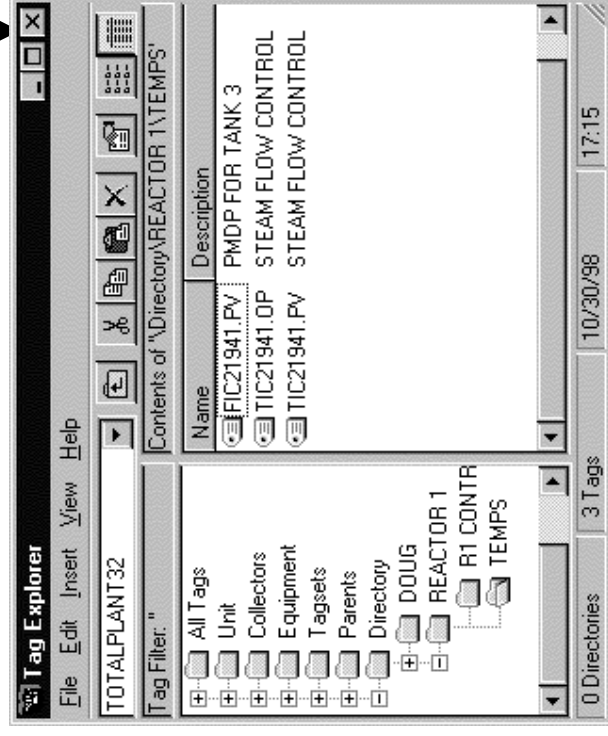 Tag Explorer
File Edit Insert View Help
TOTALPLANT32
Tag Filter: ''
Contents of '\Directory\REACTOR 1\TEMPS'
All Tags
Unit
Collectors
Equipment
Tagsets
Parents
Directory
DOUG
REACTOR 1
R1 CONTR
TEMPS
Name Description
FIC21941.PV PMDP FOR TANK 3
TIC21941.OP STEAM FLOW CONTROL
TIC21941.PV STEAM FLOW CONTROL
0 Directories 3 Tags 10/30/98 17:15